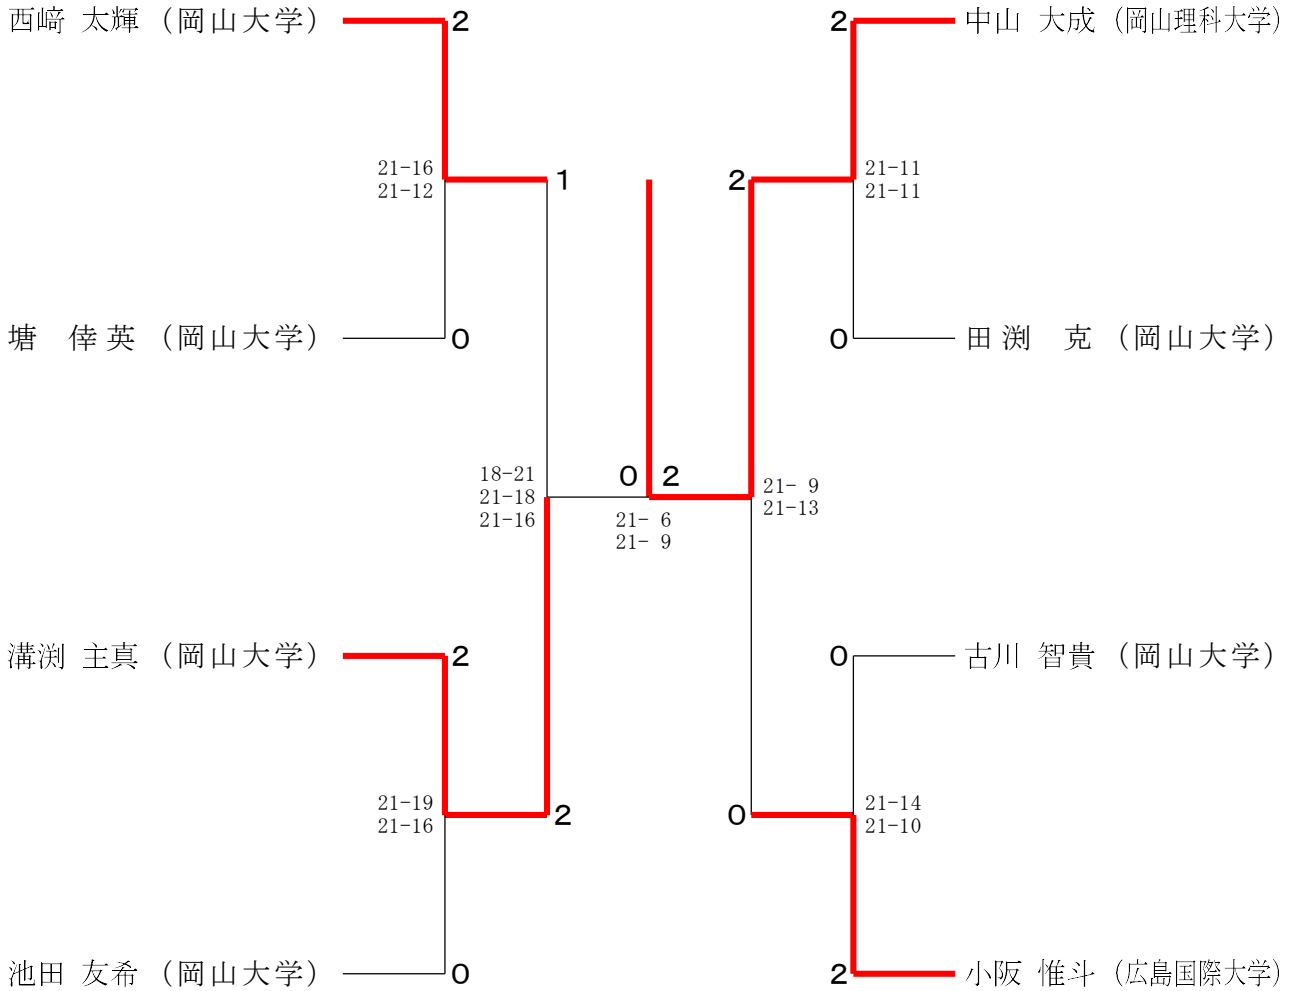 西﨑 太輝 （岡山大学） 2
2 中山 大成 （岡山理科大学）
21-16
21-12
1
2
21-11
21-11
塘 倖英 （岡山大学） 0
0 田渕 克 （岡山大学）
18-21
21-18
21-16
0 2
21- 6
21- 9
21- 9
21-13
溝渕 主真 （岡山大学） 2
0 古川 智貴 （岡山大学）
21-19
21-16
2
0
21-14
21-10
池田 友希 （岡山大学） 0
2 小阪 惟斗 （広島国際大学）